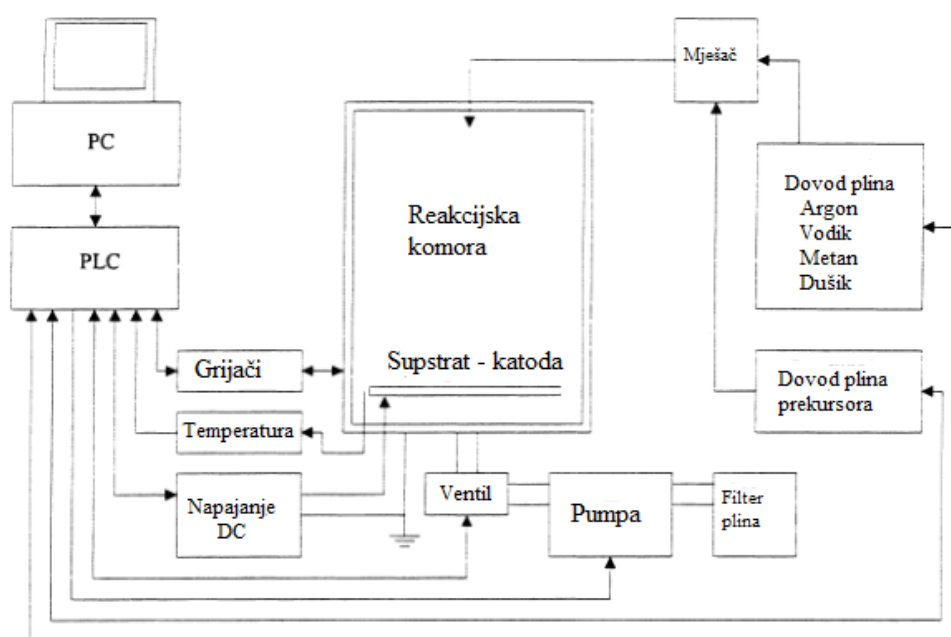 Mješač
PC
Dovod plina
Argon
Vodik
Metan
Dušik
Reakcijska
komora
PLC
Grijači
Supstrat - katoda
Dovod plina
prekursora
Temperatura
Napajanje
DC
Ventil
Pumpa
Filter
plina